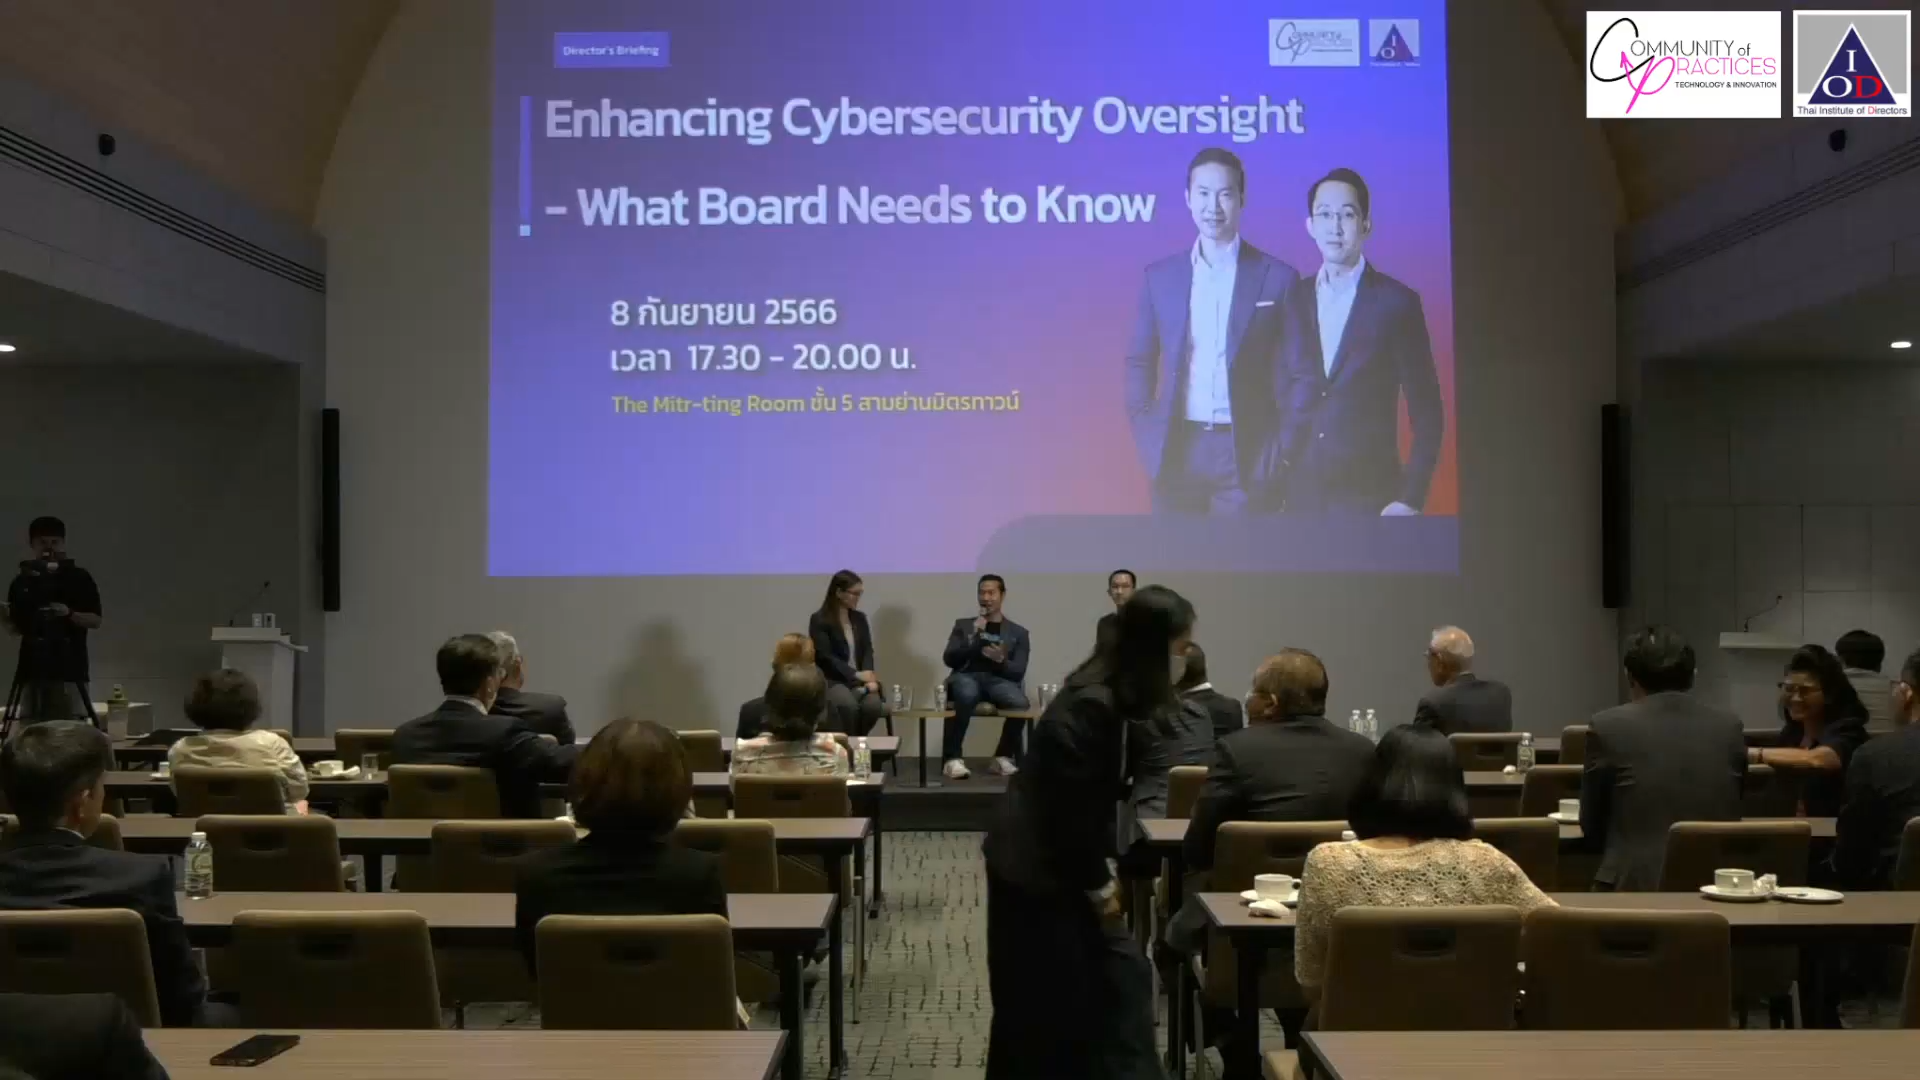 Director's Briefing
Enhancing Cybersecurity Oversight
- What Board Needs to Know
8 กันยายน 2566
เวลา 17.30 - 20.00 น.
The Mitr-ting Room ชั้น 5 สามย่านมิตรทาวน์
COMMUNITY of
PRACTICES
TECHNOLOGY & INNOVATION
IOD
Thai Institute of Directors